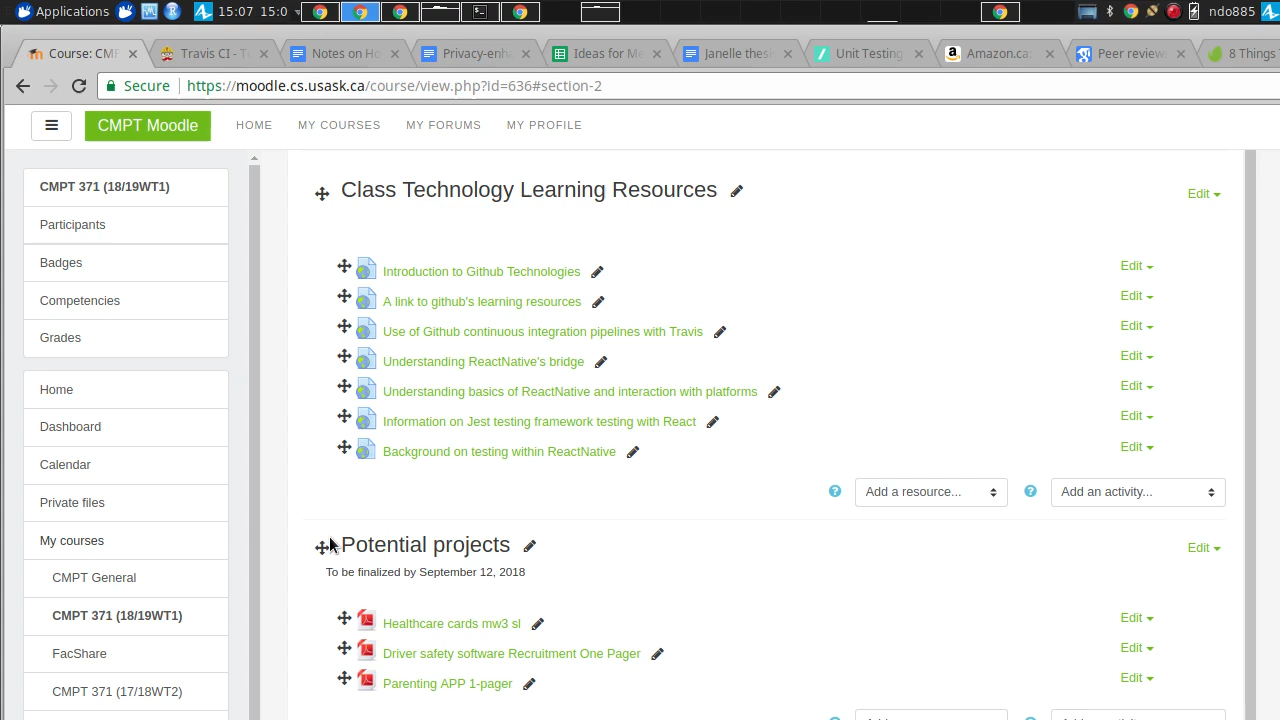 Applications 15:07 15:0 ndo885
Course: CMP Travis CI - T Notes on Ho Privacy-enh Ideas for Me Janelle thesi Unit Testing Amazon.ca: Peer review 8 Things
Secure https://moodle.cs.usask.ca/course/view.php?id=636#section-2
CMPT Moodle HOME MY COURSES MY FORUMS MY PROFILE
CMPT 371 (18/19WT1)
Participants
Badges
Competencies
Grades
Home
Dashboard
Calendar
Private files
My courses
CMPT General
CMPT 371 (18/19WT1)
FacShare
CMPT 371 (17/18WT2)
Class Technology Learning Resources Edit
Introduction to Github Technologies Edit
A link to github's learning resources Edit
Use of Github continuous integration pipelines with Travis Edit
Understanding ReactNative's bridge Edit
Understanding basics of ReactNative and interaction with platforms Edit
Information on Jest testing framework testing with React Edit
Background on testing within ReactNative Edit
Add a resource... Add an activity...
Potential projects Edit
To be finalized by September 12, 2018
Healthcare cards mw3 sl Edit
Driver safety software Recruitment One Pager Edit
Parenting APP 1-pager Edit